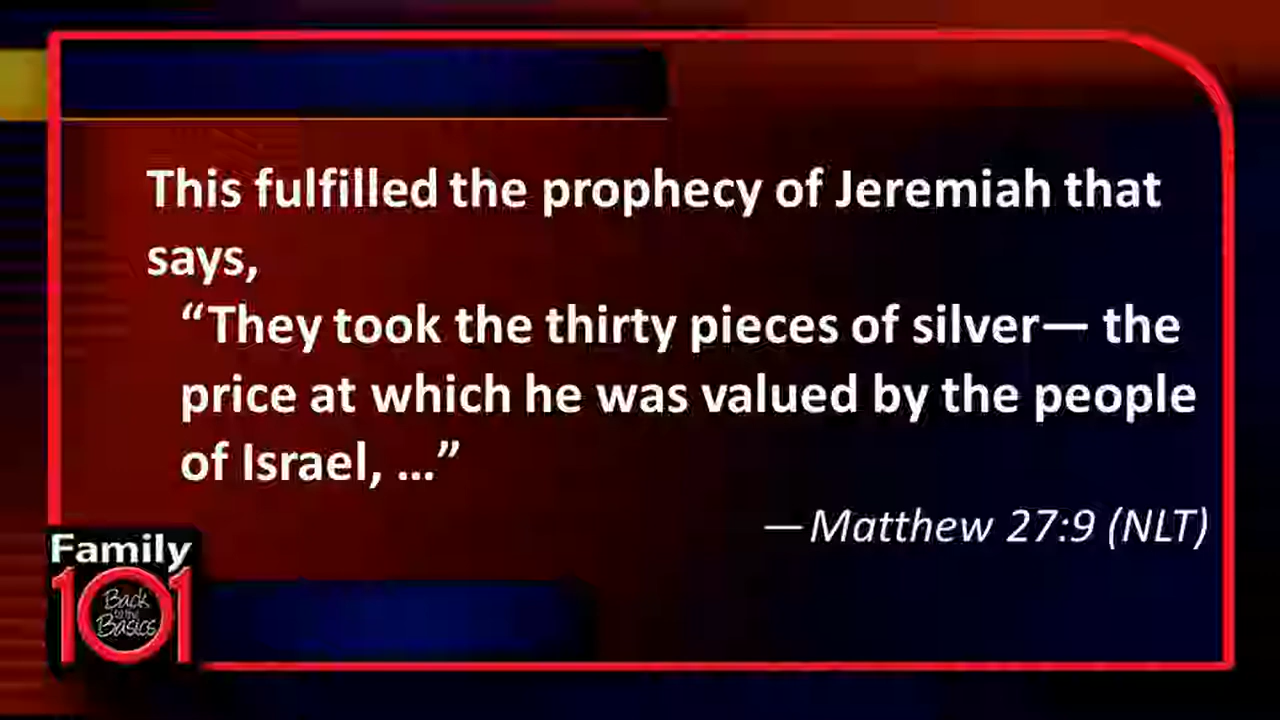 This fulfilled the prophecy of Jeremiah that
says,
“They took the thirty pieces of silver— the
price at which he was valued by the people
of Israel, ...”
—Matthew 27:9 (NLT)
Family
101
Back
to the
Basics